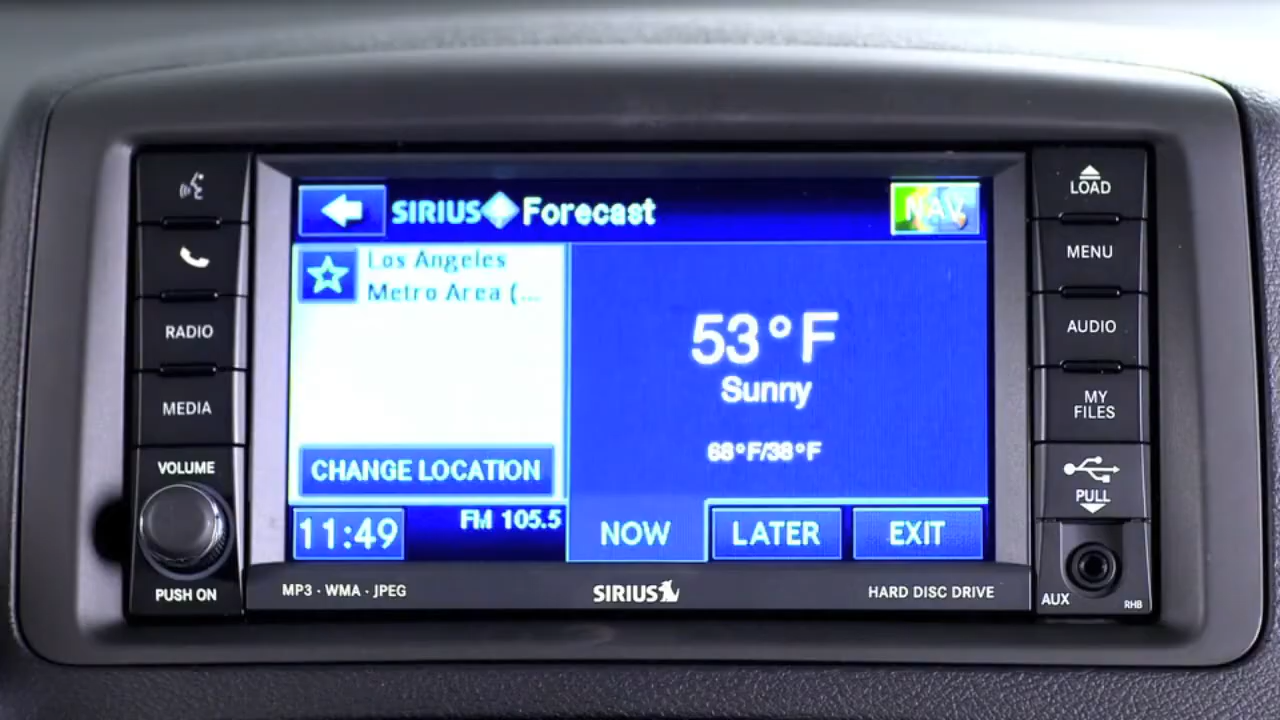 SIRIUS Forecast
NAV
Los Angeles
Metro Area (...
53°F
Sunny
68°F/38°F
CHANGE LOCATION
11:49
FM 105.5
NOW
LATER
EXIT
RADIO
MEDIA
VOLUME
PUSH ON
LOAD
MENU
AUDIO
MY
FILES
PULL
AUX
RHB
MP3 · WMA · JPEG
SIRIUS
HARD DISC DRIVE